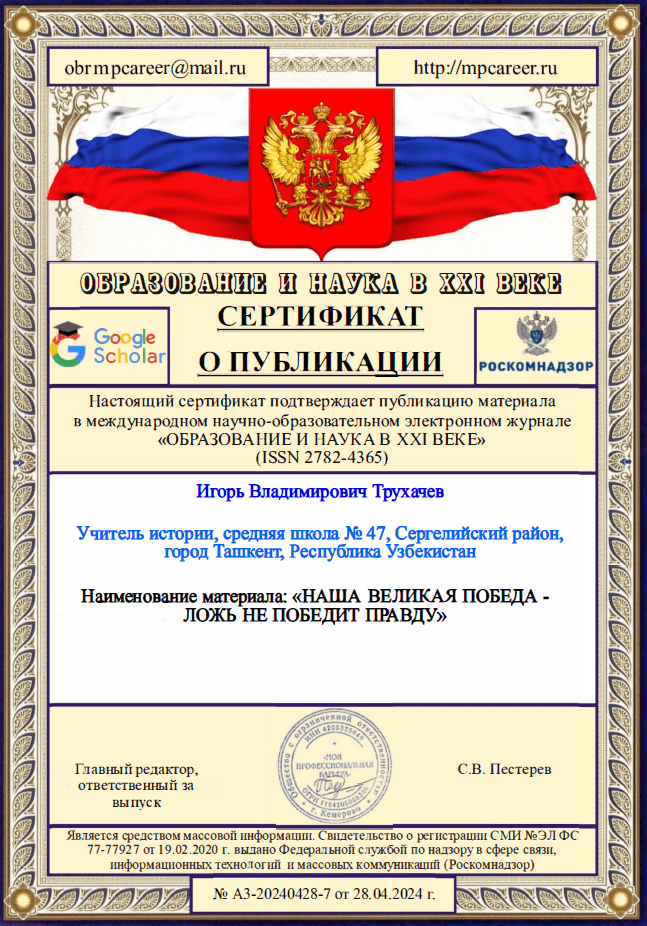 obrmpcareer@mail.ru
http://mpcareer.ru
ОБРАЗОВАНИЕ И НАУКА В XXI ВЕКЕ
СЕРТИФИКАТ
О ПУБЛИКАЦИИ
Google
Scholar
РОСКОМНАДЗОР
Настоящий сертификат подтверждает публикацию материала
в международном научно-образовательном электронном журнале
«ОБРАЗОВАНИЕ И НАУКА В XXI ВЕКЕ»
(ISSN 2782-4365)
Игорь Владимирович Трухачев
Учитель истории, средняя школа № 47, Сергелийский район,
город Ташкент, Республика Узбекистан
Наименование материала: «НАША ВЕЛИКАЯ ПОБЕДА -
ЛОЖЬ НЕ ПОБЕДИТ ПРАВДУ»
Главный редактор,
ответственный за
выпуск
Общество с ограниченной ответственностью
«МОЯ
ПРОФЕССИОНАЛЬНАЯ
КАРЬЕРА»
г. Кемерово
С.В. Пестерев
Является средством массовой информации. Свидетельство о регистрации СМИ №ЭЛ ФС
77-77927 от 19.02.2020 г. выдано Федеральной службой по надзору в сфере связи,
информационных технологий и массовых коммуникаций (Роскомнадзор)
№ А3-20240428-7 от 28.04.2024 г.